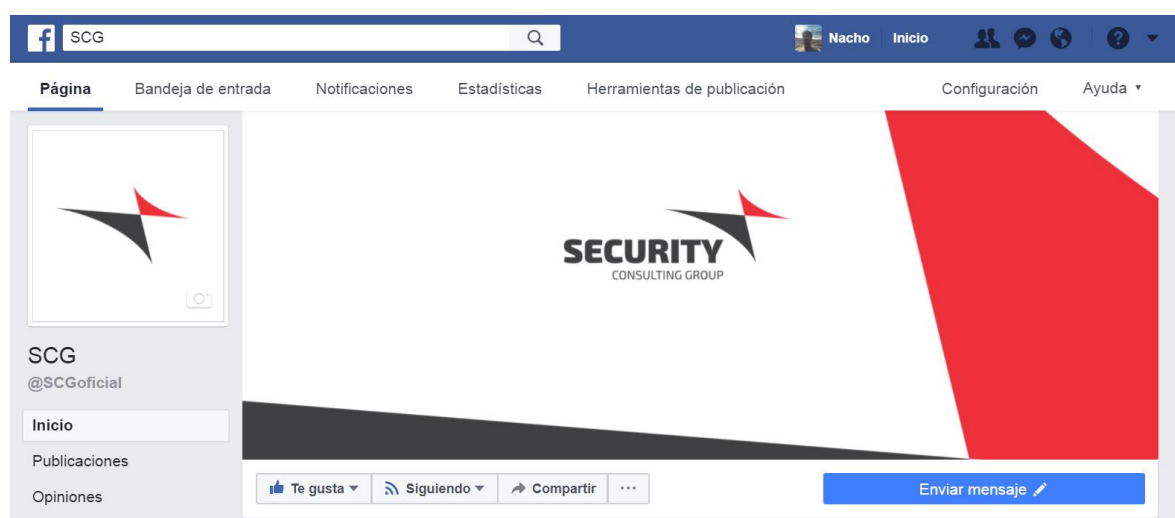 f SCG Nacho Inicio ?
Página Bandeja de entrada Notificaciones Estadísticas Herramientas de publicación Configuración Ayuda
SECURITY
CONSULTING GROUP
SCG
@SCGoficial
Inicio
Publicaciones
Opiniones
Te gusta Siguiendo Compartir ... Enviar mensaje